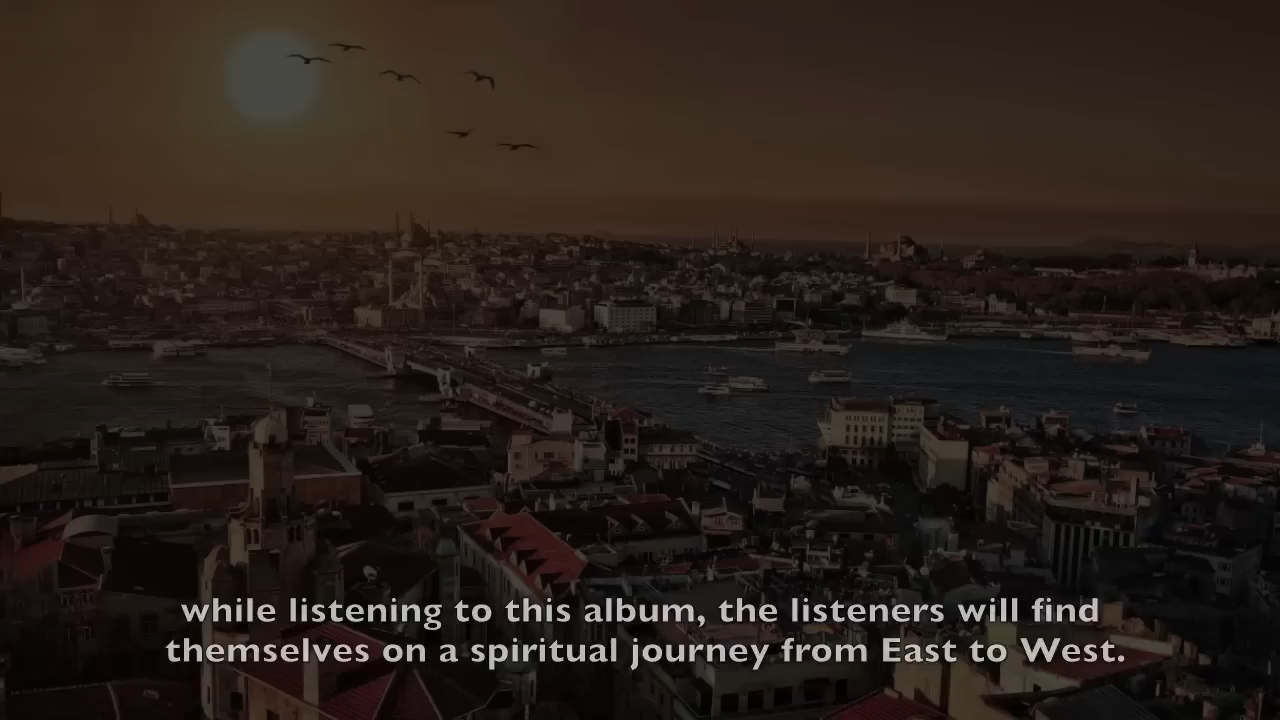 while listening to this album, the listeners will find
themselves on a spiritual journey from East to West.